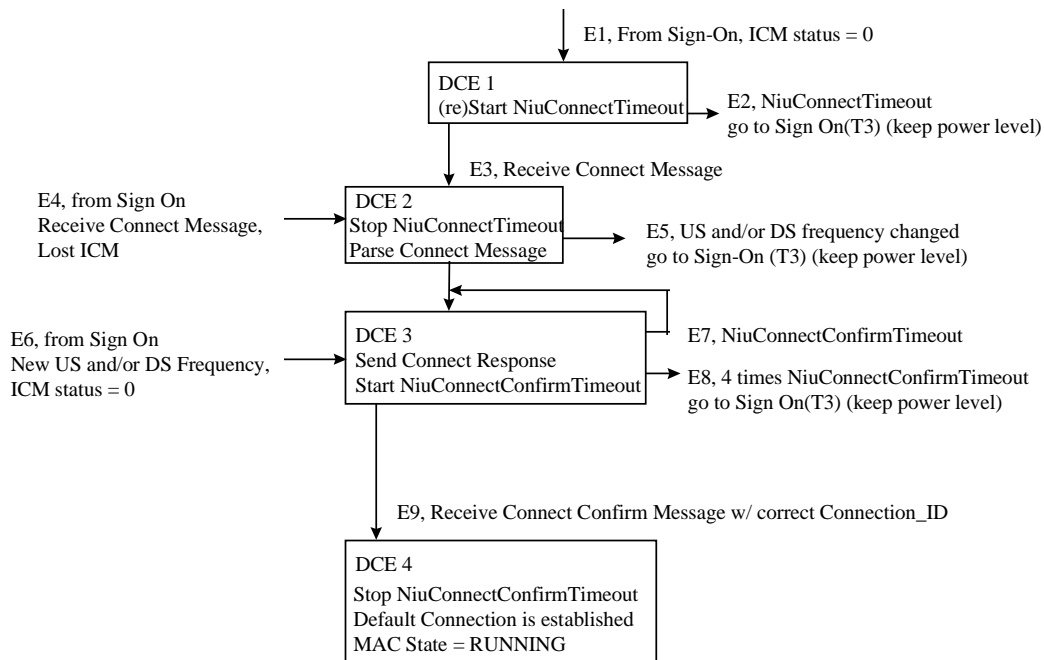 E1, From Sign-On, ICM status = 0
DCE 1
(re)Start NiuConnectTimeout
E2, NiuConnectTimeout
go to Sign On(T3) (keep power level)
E3, Receive Connect Message
E4, from Sign On
Receive Connect Message,
Lost ICM
DCE 2
Stop NiuConnectTimeout
Parse Connect Message
E5, US and/or DS frequency changed
go to Sign-On (T3) (keep power level)
E6, from Sign On
New US and/or DS Frequency,
ICM status = 0
DCE 3
Send Connect Response
Start NiuConnectConfirmTimeout
E7, NiuConnectConfirmTimeout
E8, 4 times NiuConnectConfirmTimeout
go to Sign On(T3) (keep power level)
E9, Receive Connect Confirm Message w/ correct Connection_ID
DCE 4
Stop NiuConnectConfirmTimeout
Default Connection is established
MAC State = RUNNING